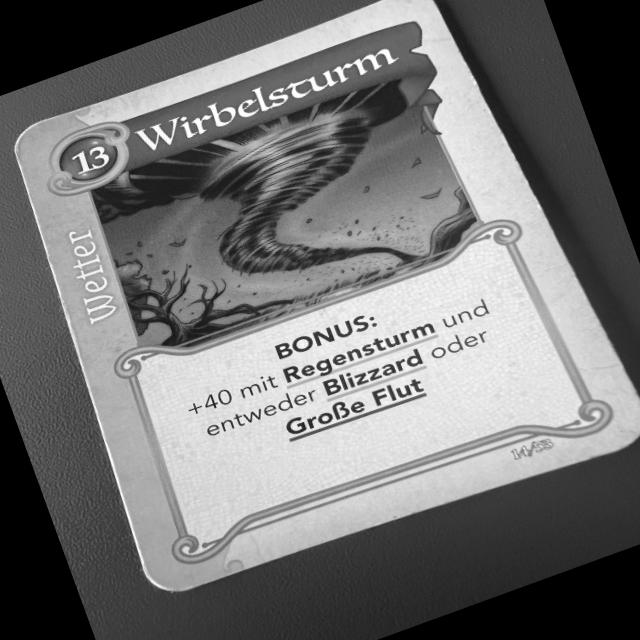 13
Wirbelsturm
Wetter
BONUS:
+40 mit Regensturm und
entweder Blizzard oder
Große Flut